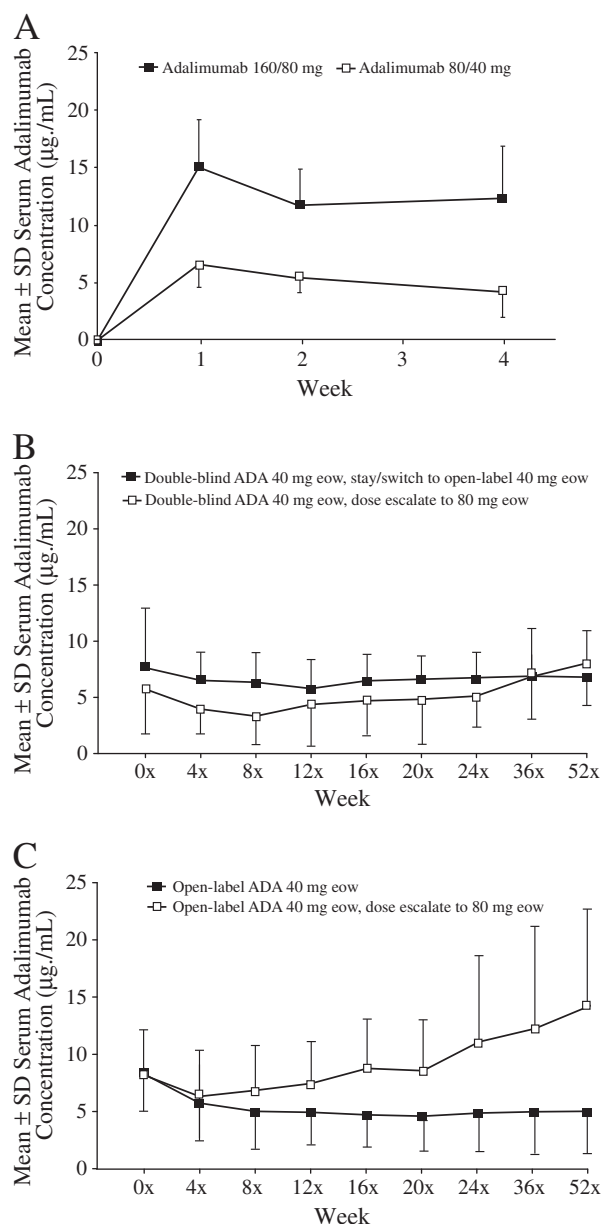 A
Mean ± SD Serum Adalimumab
Concentration (µg./mL)
25
20
15
10
5
0
■ Adalimumab 160/80 mg □ Adalimumab 80/40 mg
0 1 2 3 4
Week
B
Mean ± SD Serum Adalimumab
Concentration (µg./mL)
25
20
15
10
5
0
■ Double-blind ADA 40 mg eow, stay/switch to open-label 40 mg eow
□ Double-blind ADA 40 mg eow, dose escalate to 80 mg eow
0x 4x 8x 12x 16x 20x 24x 36x 52x
Week
C
Mean ± SD Serum Adalimumab
Concentration (µg./mL)
25
20
15
10
5
0
■ Open-label ADA 40 mg eow
□ Open-label ADA 40 mg eow, dose escalate to 80 mg eow
0x 4x 8x 12x 16x 20x 24x 36x 52x
Week